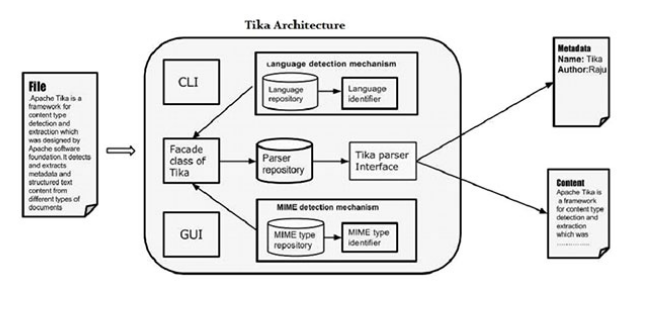 Tika Architecture
File
.Apache Tika is a
framework for
content type
detection and
extraction which
was designed by
Apache software
foundation. It detects
and extracts
metadata and
structured text
content from
different types of
documents
CLI
Language detection mechanism
Language
repository
Language
identifier
Facade
class of
Tika
Parser
repository
Tika parser
Interface
GUI
MIME detection mechanism
MIME type
repository
MIME type
identifier
Metadata
Name: Tika
Author:Raju
Content
Apache Tika is
a framework
for content type
detection and
extraction
which was
..............